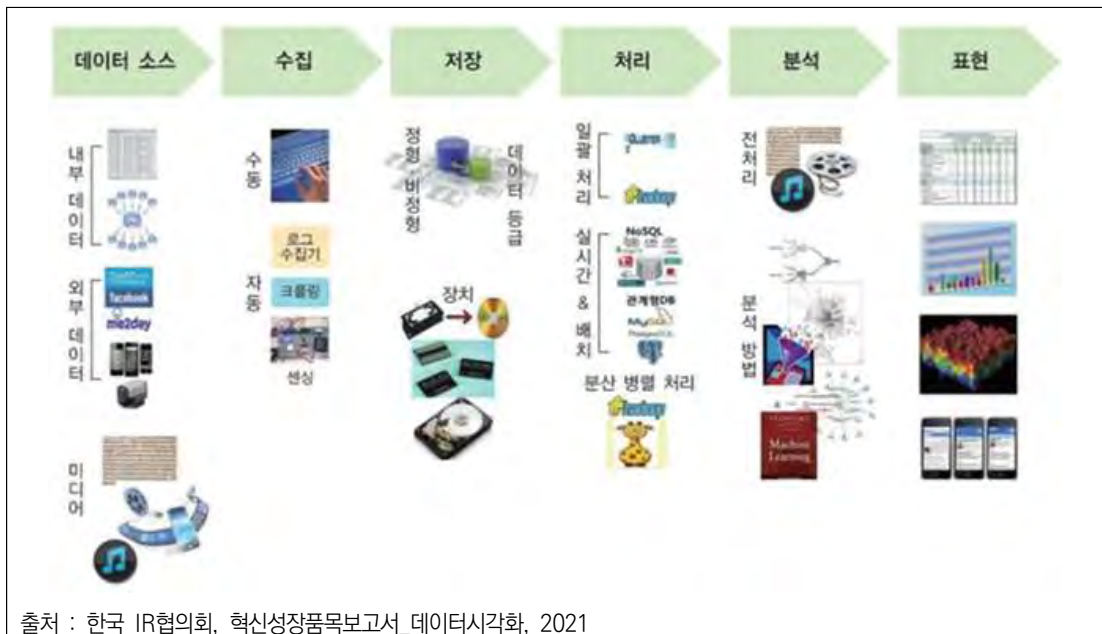 데이터 소스
수집
저장
처리
분석
표현
내부 데이터
외부 데이터
facebook
me2day
미디어
수동
자동
로그
수집기
크롤링
센싱
정형·비정형
데이터 등급
장치
일괄 처리
실시간 & 배치
NoSQL
관계형DB
MySQL
PostgreSQL
분산 병렬 처리
전처리
분석 방법
Machine
Learning
출처 : 한국 IR협의회, 혁신성장품목보고서_데이터시각화, 2021